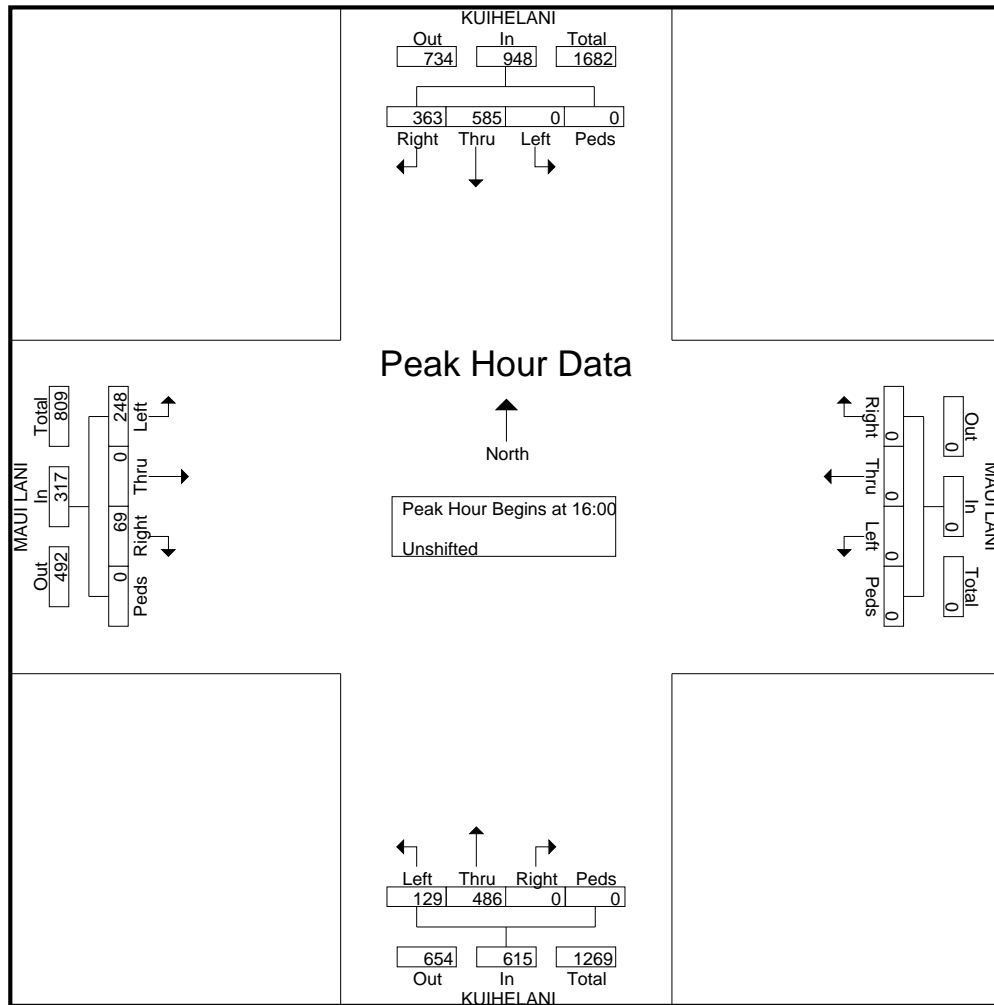 KUIHELANI
Out In Total
734 948 1682
363 585 0 0
Right Thru Left Peds
Peak Hour Data
North
Peak Hour Begins at 16:00
Unshifted
MAUI LANI
Total In Out
809 317 492
248 0 69 0
Left Thru Right Peds
Right Thru Left Peds
0 0 0 0
Out In Total
0 0 0
MAUI LANI
Left Thru Right Peds
129 486 0 0
654 615 1269
Out In Total
KUIHELANI